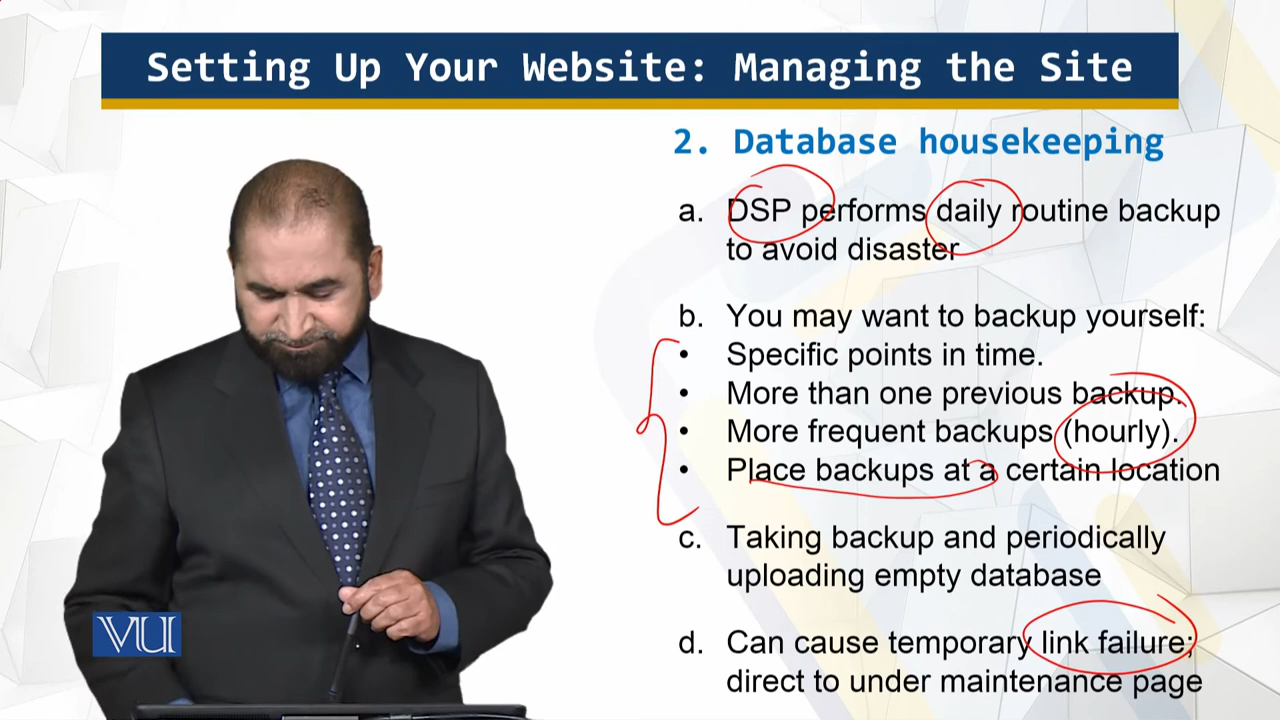 Setting Up Your Website: Managing the Site
2. Database housekeeping
a. DSP performs daily routine backup
to avoid disaster
b. You may want to backup yourself:
• Specific points in time.
• More than one previous backup.
• More frequent backups (hourly).
• Place backups at a certain location
c. Taking backup and periodically
uploading empty database
d. Can cause temporary link failure;
direct to under maintenance page
VU